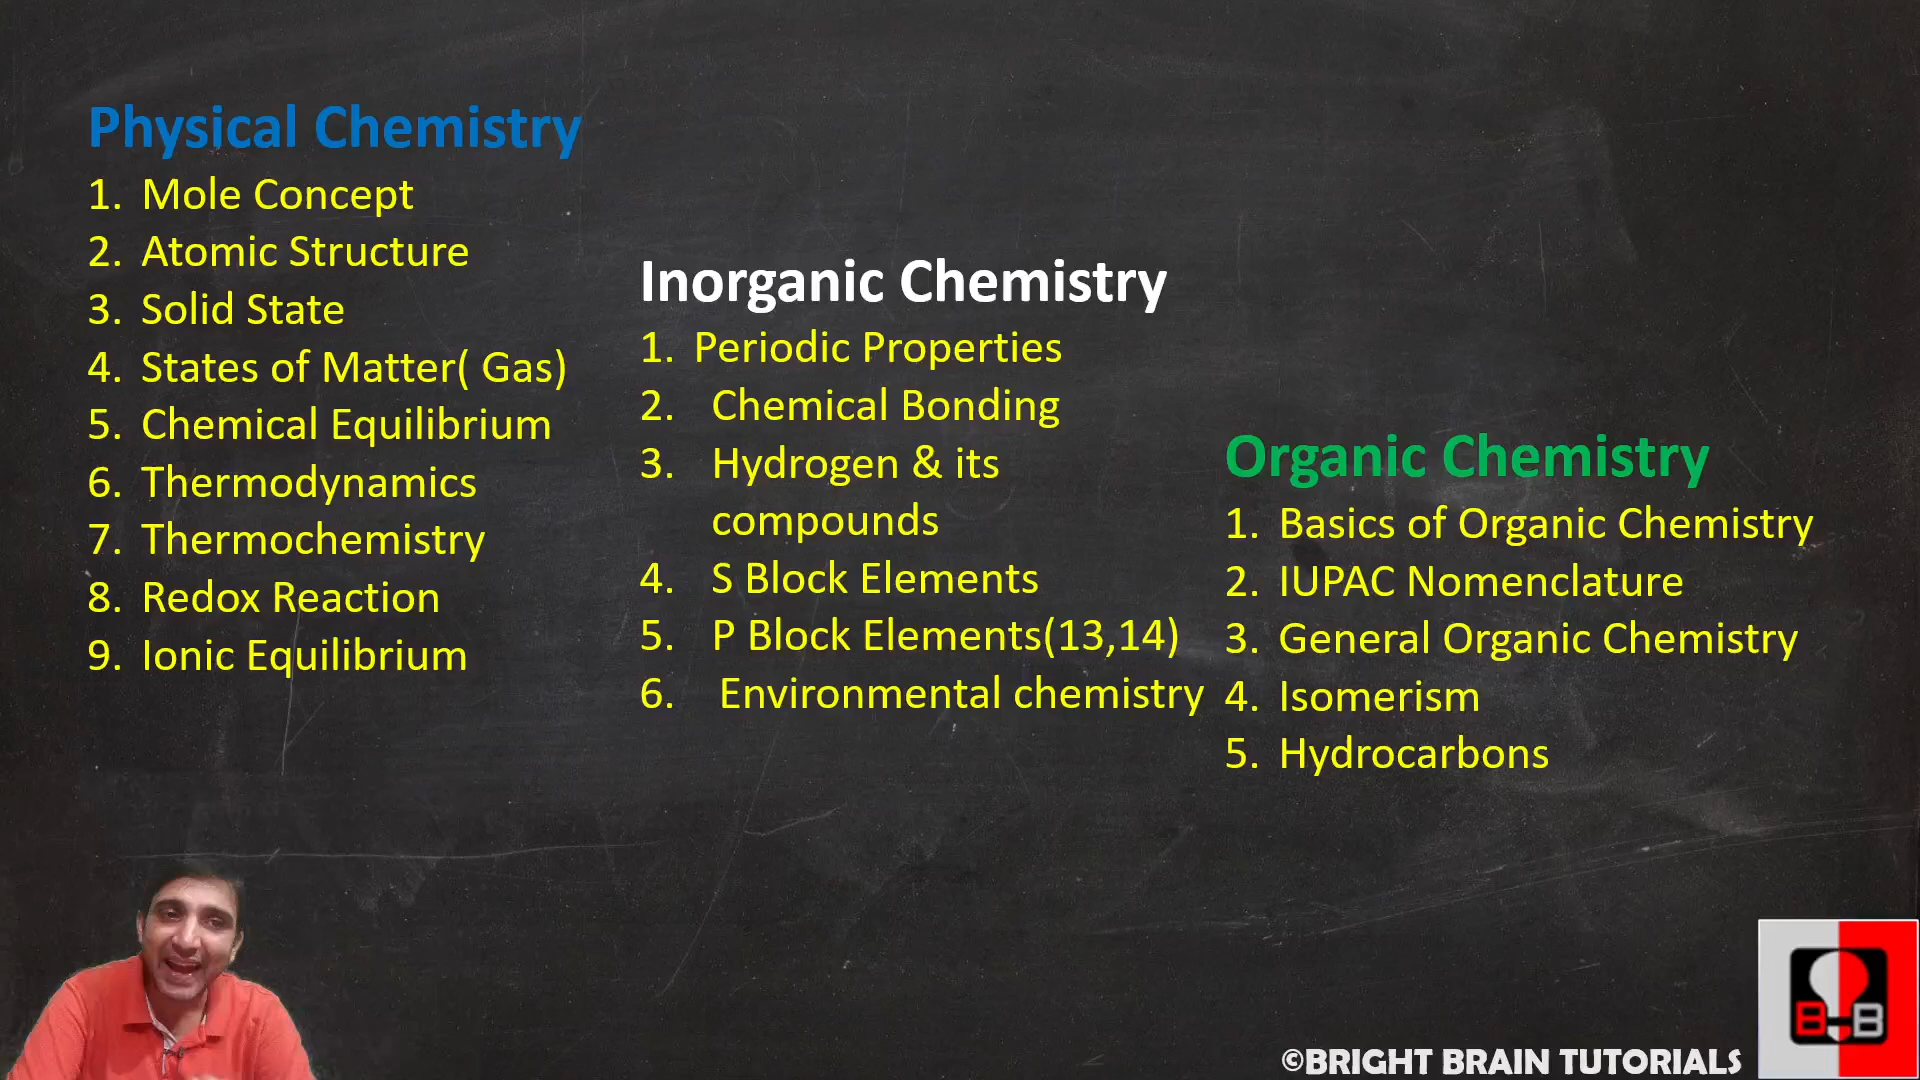 Physical Chemistry
1. Mole Concept
2. Atomic Structure
3. Solid State
4. States of Matter( Gas)
5. Chemical Equilibrium
6. Thermodynamics
7. Thermochemistry
8. Redox Reaction
9. Ionic Equilibrium
Inorganic Chemistry
1. Periodic Properties
2. Chemical Bonding
3. Hydrogen & its
compounds
4. S Block Elements
5. P Block Elements(13,14)
6. Environmental chemistry
Organic Chemistry
1. Basics of Organic Chemistry
2. IUPAC Nomenclature
3. General Organic Chemistry
4. Isomerism
5. Hydrocarbons
B B
©BRIGHT BRAIN TUTORIALS